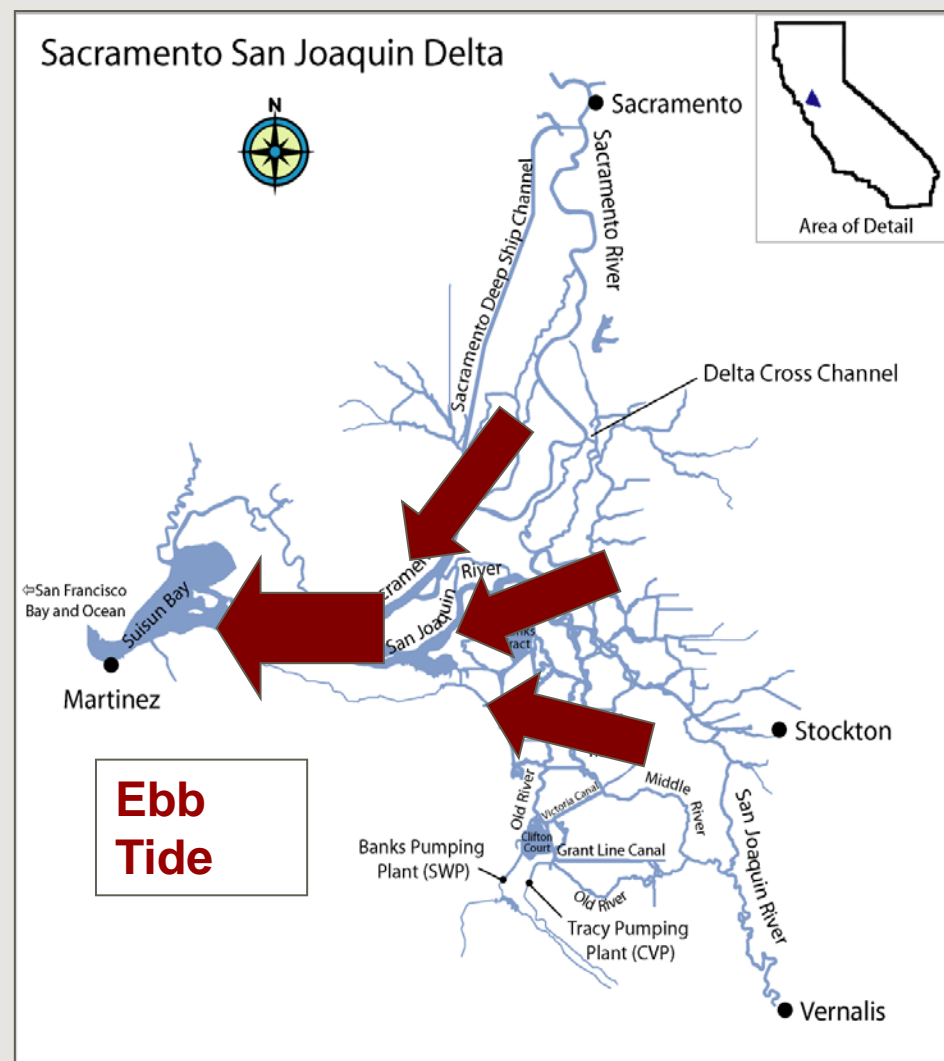 Sacramento San Joaquin Delta
N
Sacramento
Area of Detail
Sacramento Deep Ship Channel
Sacramento River
Delta Cross Channel
⇦San Francisco
Bay and Ocean
Suisun Bay
River
San Joaquin
Martinez
Stockton
Ebb
Tide
Old River
Victoria Canal
Middle
River
San Joaquin River
Clifton
Court
Grant Line Canal
Banks Pumping
Plant (SWP)
Old River
Tracy Pumping
Plant (CVP)
Vernalis